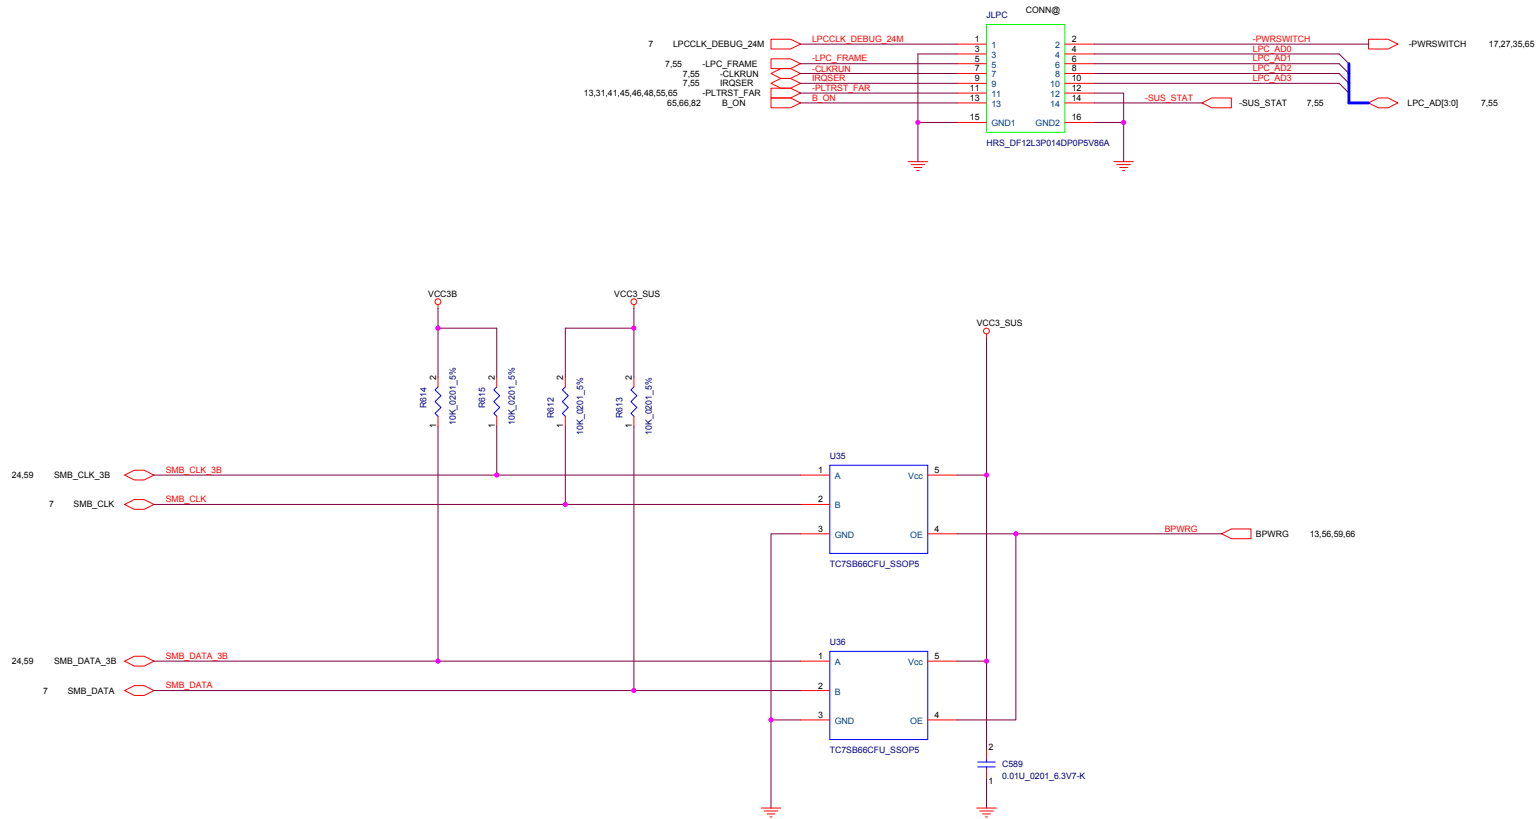 JLPC CONN@
7 LPCCLK_DEBUG_24M LPCCLK_DEBUG_24M 1 1 2 2 -PWRSWITCH -PWRSWITCH 17,27,35,65
3 3 4 4 LPC_AD0
7,55 -LPC_FRAME -LPC_FRAME 5 5 6 6 LPC_AD1
7,55 -CLKRUN -CLKRUN 7 7 8 8 LPC_AD2
7,55 IRQSER IRQSER 9 9 10 10 LPC_AD3
13,31,41,45,46,48,55,65 -PLTRST_FAR -PLTRST_FAR 11 11 12 12
65,66,82 B_ON B_ON 13 13 14 14 -SUS_STAT -SUS_STAT 7,55 LPC_AD[3:0] 7,55
15 GND1 GND2 16
HRS_DF12L3P014DP0P5V86A
VCC3B VCC3_SUS
VCC3_SUS
2 R614 10K_0201_5% 1
2 R615 10K_0201_5% 1
2 R612 10K_0201_5% 1
2 R613 10K_0201_5% 1
U35
24,59 SMB_CLK_3B SMB_CLK_3B 1 A Vcc 5
7 SMB_CLK SMB_CLK 2 B
3 GND OE 4 BPWRG BPWRG 13,56,59,66
TC7SB66CFU_SSOP5
U36
24,59 SMB_DATA_3B SMB_DATA_3B 1 A Vcc 5
7 SMB_DATA SMB_DATA 2 B
3 GND OE 4
TC7SB66CFU_SSOP5
2
C589
0.01U_0201_6.3V7-K
1